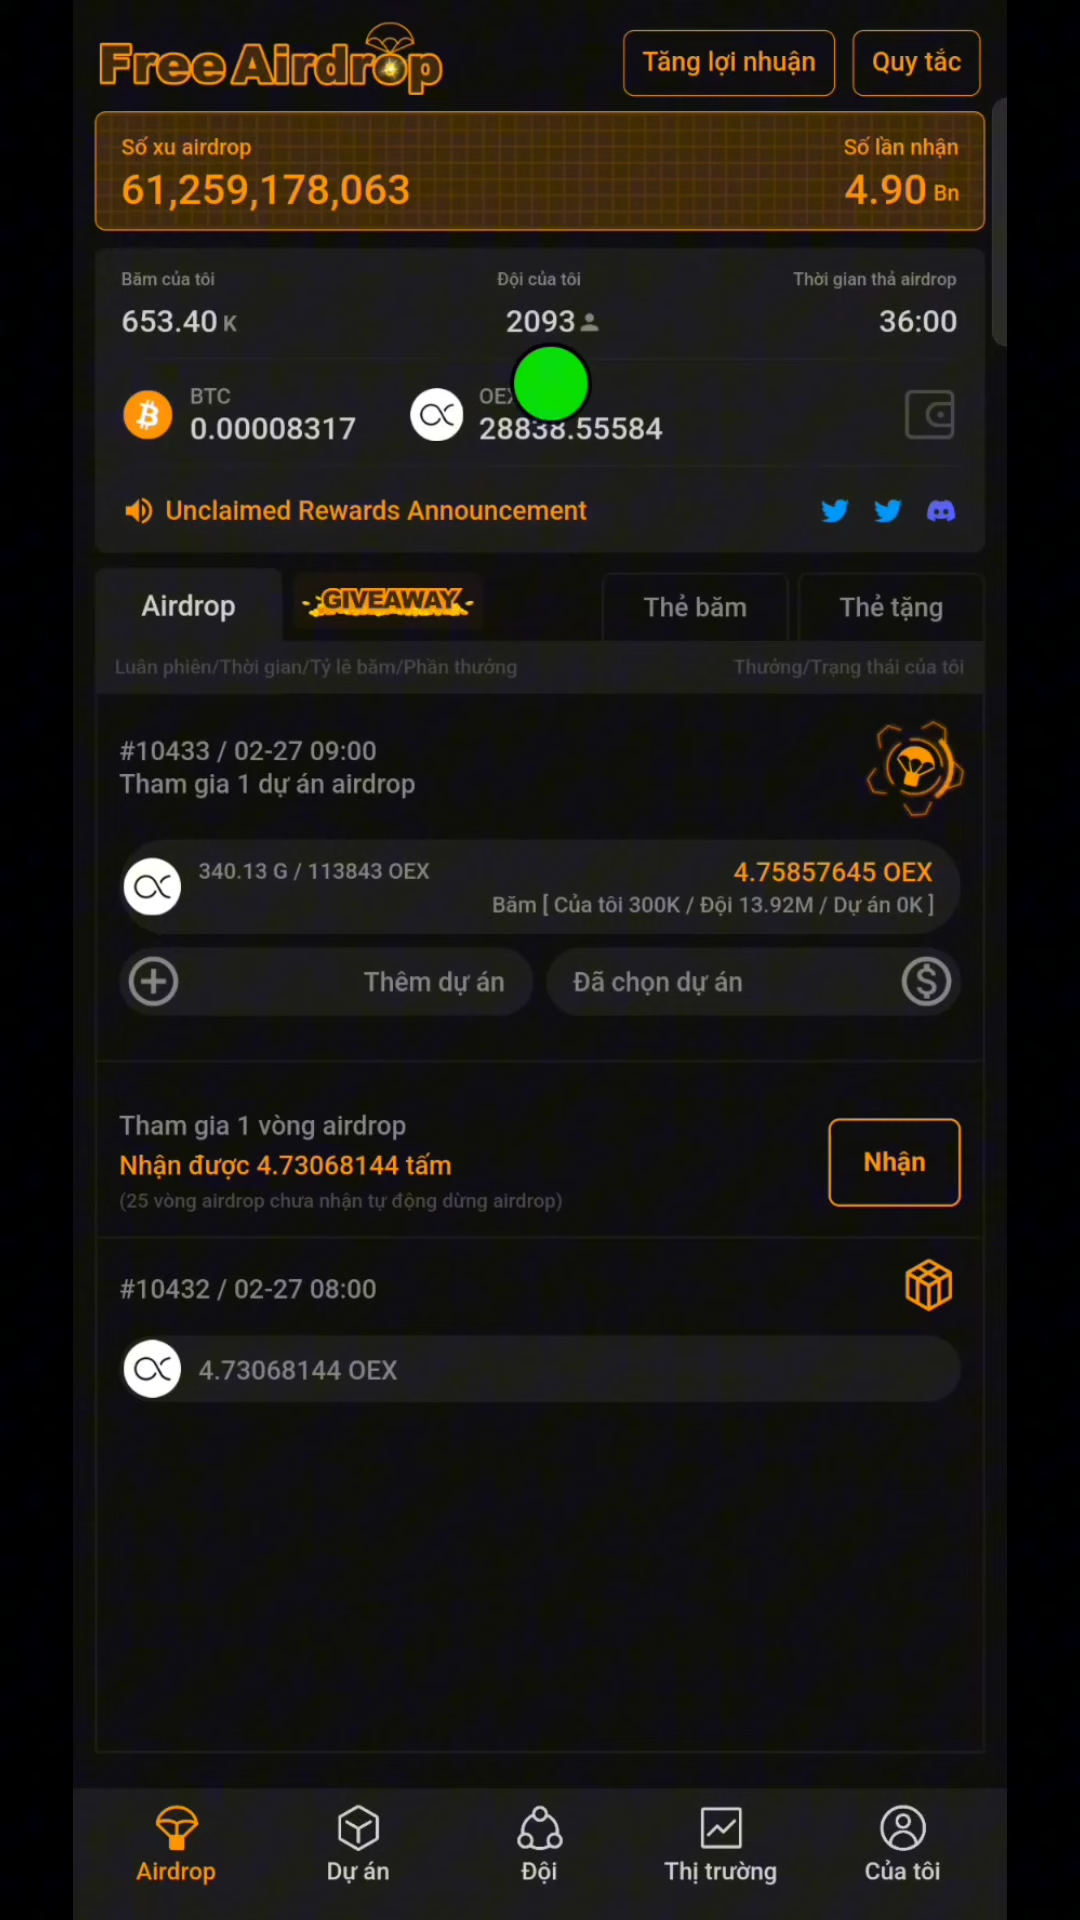 Free Airdrop
Tăng lợi nhuận
Quy tắc
Số xu airdrop
Số lần nhận
61,259,178,063
4.90 Bn
Băm của tôi
Đội của tôi
Thời gian thả airdrop
653.40 K
2093
36:00
BTC
0.00008317
28838.55584
Unclaimed Rewards Announcement
Airdrop
GIVEAWAY
Thẻ băm
Thẻ tặng
Luân phiên/Thời gian/Tỷ lê băm/Phần thưởng
Thưởng/Trạng thái của tôi
#10433 / 02-27 09:00
Tham gia 1 dự án airdrop
340.13 G / 113843 OEX
4.75857645 OEX
Băm [ Của tôi 300K / Đội 13.92M / Dự án 0K ]
Thêm dự án
Đã chọn dự án
Tham gia 1 vòng airdrop
Nhận được 4.73068144 tấm
(25 vòng airdrop chưa nhận tự động dừng airdrop)
Nhận
#10432 / 02-27 08:00
4.73068144 OEX
Airdrop
Dự án
Đội
Thị trường
Của tôi